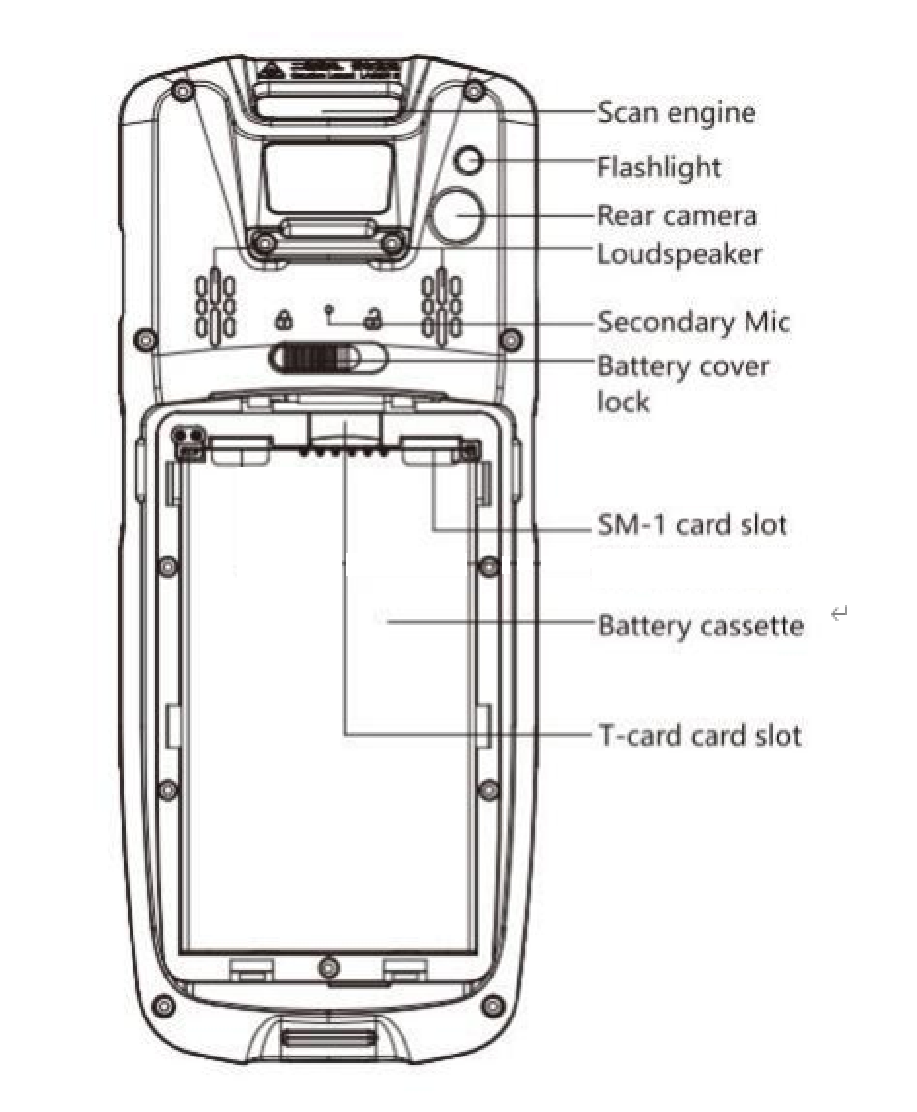 Scan engine
Flashlight
Rear camera
Loudspeaker
Secondary Mic
Battery cover
lock
SM-1 card slot
Battery cassette
T-card card slot